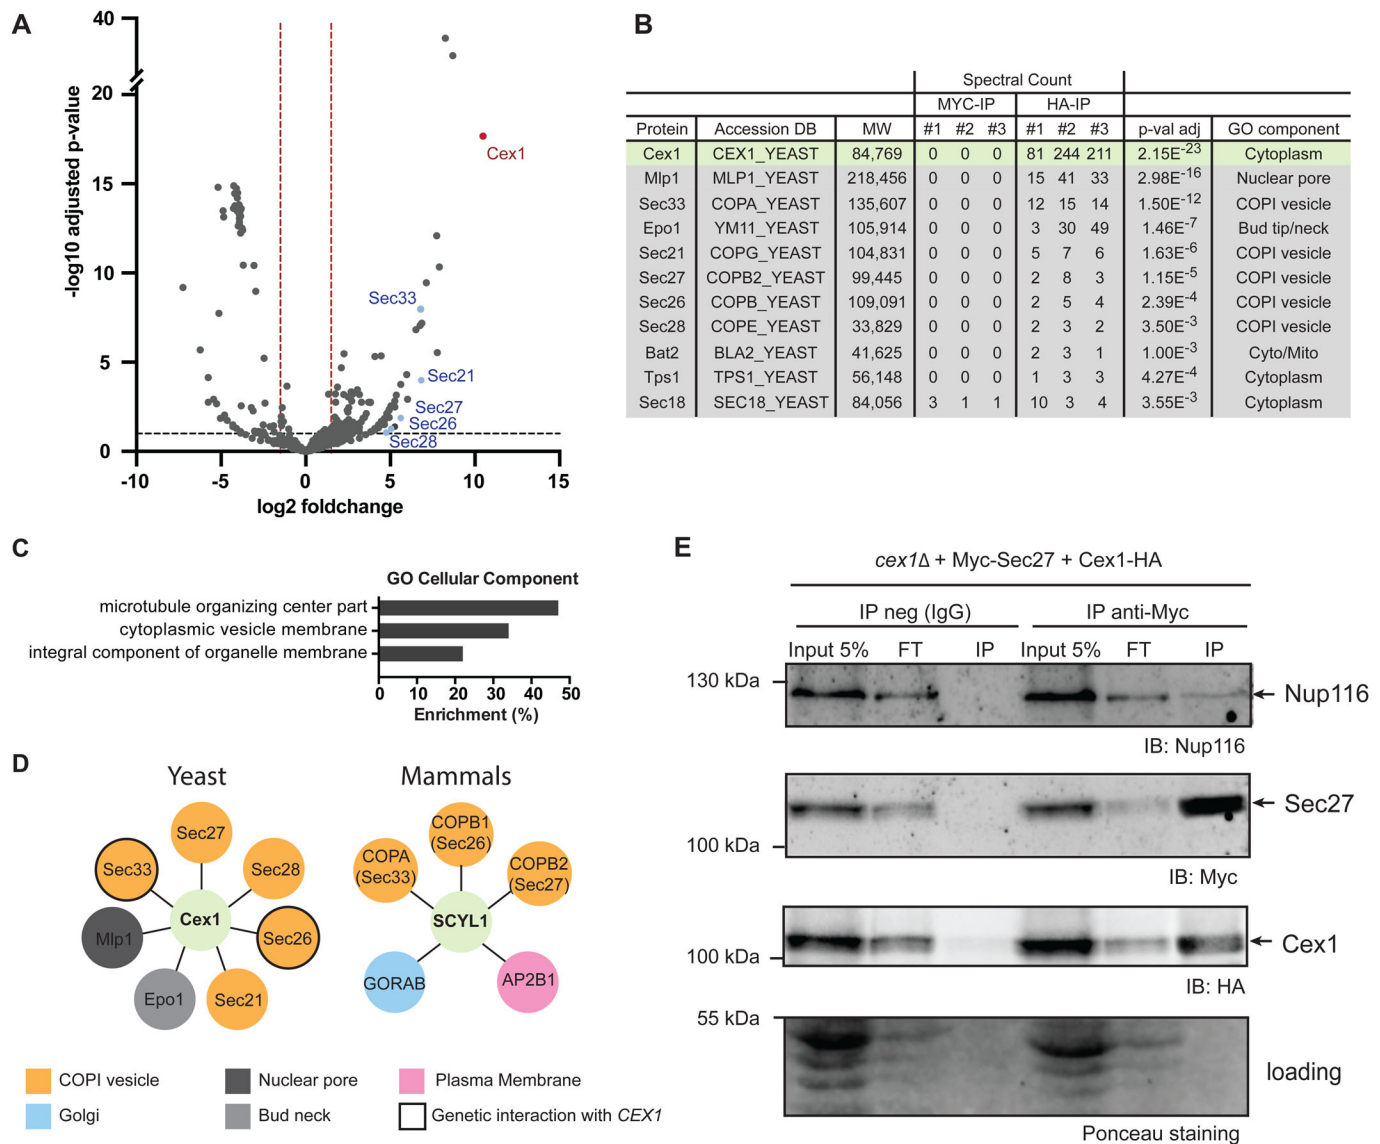 A
40
20
15
10
5
0
-10
-5
0
5
10
15
-log10 adjusted p-value
log2 foldchange
Cex1
Sec33
Sec21
Sec27
Sec26
Sec28
B
Spectral Count
MYC-IP HA-IP
Protein Accession DB MW #1 #2 #3 #1 #2 #3 p-val adj GO component
Cex1 CEX1_YEAST 84,769 0 0 0 81 244 211 2.15E-23 Cytoplasm
Mlp1 MLP1_YEAST 218,456 0 0 0 15 41 33 2.98E-16 Nuclear pore
Sec33 COPA_YEAST 135,607 0 0 0 12 15 14 1.50E-12 COPI vesicle
Epo1 YM11_YEAST 105,914 0 0 0 3 30 49 1.46E-7 Bud tip/neck
Sec21 COPG_YEAST 104,831 0 0 0 5 7 6 1.63E-6 COPI vesicle
Sec27 COPB2_YEAST 99,445 0 0 0 2 8 3 1.15E-5 COPI vesicle
Sec26 COPB_YEAST 109,091 0 0 0 2 5 4 2.39E-4 COPI vesicle
Sec28 COPE_YEAST 33,829 0 0 0 2 3 2 3.50E-3 COPI vesicle
Bat2 BLA2_YEAST 41,625 0 0 0 2 3 1 1.00E-3 Cyto/Mito
Tps1 TPS1_YEAST 56,148 0 0 0 1 3 3 4.27E-4 Cytoplasm
Sec18 SEC18_YEAST 84,056 3 1 1 10 3 4 3.55E-3 Cytoplasm
C
GO Cellular Component
microtubule organizing center part
cytoplasmic vesicle membrane
integral component of organelle membrane
0 10 20 30 40 50
Enrichment (%)
D
Yeast
Sec27
Sec33
Sec28
Cex1
Mlp1
Sec26
Epo1
Sec21
Mammals
COPB1
(Sec26)
COPA
(Sec33)
COPB2
(Sec27)
SCYL1
GORAB
AP2B1
COPI vesicle
Nuclear pore
Plasma Membrane
Golgi
Bud neck
Genetic interaction with CEX1
E
cex1Δ + Myc-Sec27 + Cex1-HA
IP neg (IgG) IP anti-Myc
Input 5% FT IP Input 5% FT IP
130 kDa
Nup116
IB: Nup116
Sec27
100 kDa
IB: Myc
Cex1
100 kDa
IB: HA
55 kDa
loading
Ponceau staining